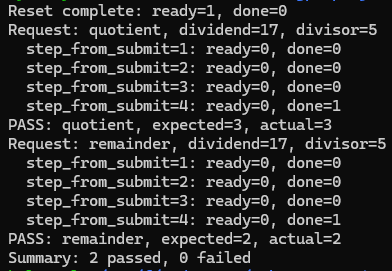 Reset complete: ready=1, done=0
Request: quotient, dividend=17, divisor=5
  step_from_submit=1: ready=0, done=0
  step_from_submit=2: ready=0, done=0
  step_from_submit=3: ready=0, done=0
  step_from_submit=4: ready=0, done=1
PASS: quotient, expected=3, actual=3
Request: remainder, dividend=17, divisor=5
  step_from_submit=1: ready=0, done=0
  step_from_submit=2: ready=0, done=0
  step_from_submit=3: ready=0, done=0
  step_from_submit=4: ready=0, done=1
PASS: remainder, expected=2, actual=2
Summary: 2 passed, 0 failed